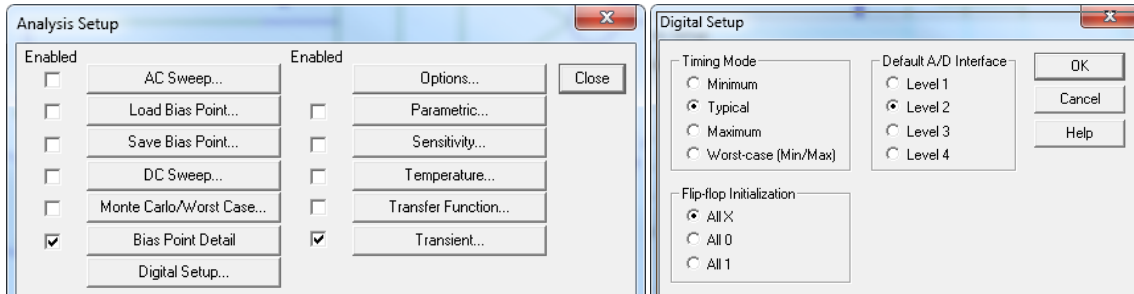 Analysis Setup
Enabled
Enabled
AC Sweep...
Options...
Close
Load Bias Point...
Parametric...
Save Bias Point...
Sensitivity...
DC Sweep...
Temperature...
Monte Carlo/Worst Case...
Transfer Function...
Bias Point Detail
Transient...
Digital Setup...
Digital Setup
Timing Mode
Minimum
Typical
Maximum
Worst-case (Min/Max)
Default A/D Interface
Level 1
Level 2
Level 3
Level 4
OK
Cancel
Help
Flip-flop Initialization
All X
All 0
All 1